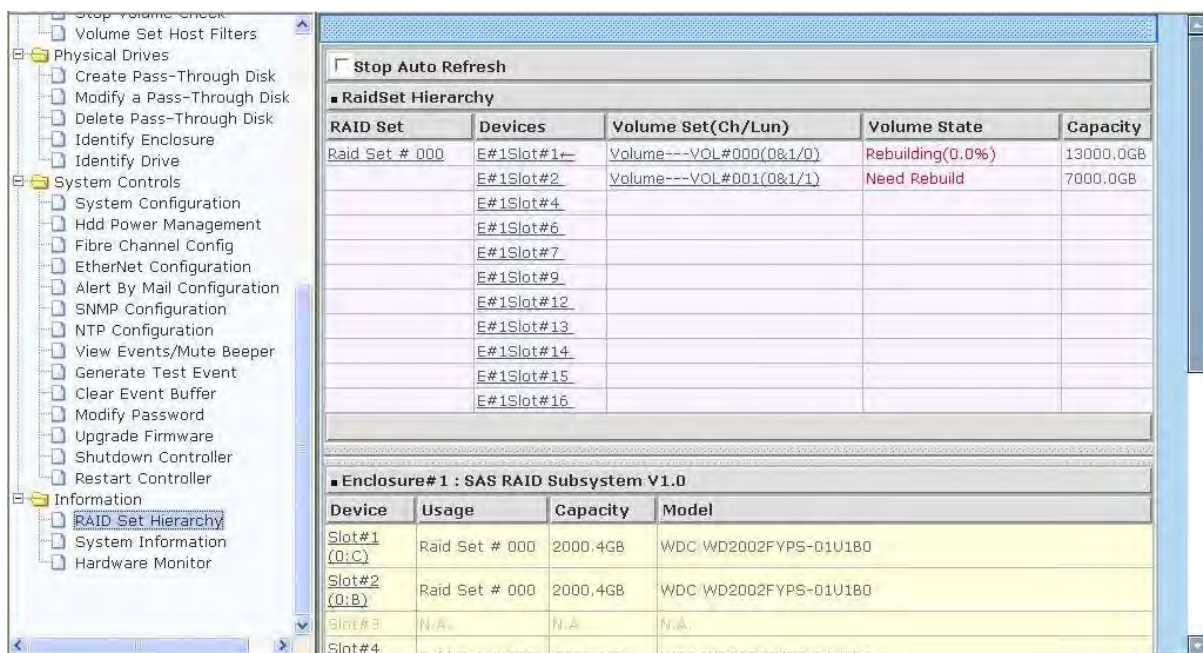 Stop Volume Check
Volume Set Host Filters
Physical Drives
Create Pass-Through Disk
Modify a Pass-Through Disk
Delete Pass-Through Disk
Identify Enclosure
Identify Drive
System Controls
System Configuration
Hdd Power Management
Fibre Channel Config
EtherNet Configuration
Alert By Mail Configuration
SNMP Configuration
NTP Configuration
View Events/Mute Beeper
Generate Test Event
Clear Event Buffer
Modify Password
Upgrade Firmware
Shutdown Controller
Restart Controller
Information
RAID Set Hierarchy
System Information
Hardware Monitor
Stop Auto Refresh
▪ RaidSet Hierarchy
RAID Set Devices Volume Set(Ch/Lun) Volume State Capacity
Raid Set # 000 E#1Slot#1← Volume---VOL#000(0&1/0) Rebuilding(0.0%) 13000.0GB
E#1Slot#2 Volume---VOL#001(0&1/1) Need Rebuild 7000.0GB
E#1Slot#4
E#1Slot#6
E#1Slot#7
E#1Slot#9
E#1Slot#12
E#1Slot#13
E#1Slot#14
E#1Slot#15
E#1Slot#16
▪ Enclosure#1 : SAS RAID Subsystem V1.0
Device Usage Capacity Model
Slot#1 (0:C) Raid Set # 000 2000.4GB WDC WD2002FYPS-01U1B0
Slot#2 (0:B) Raid Set # 000 2000.4GB WDC WD2002FYPS-01U1B0
Slot#3 N.A. N.A. N.A.
Slot#4